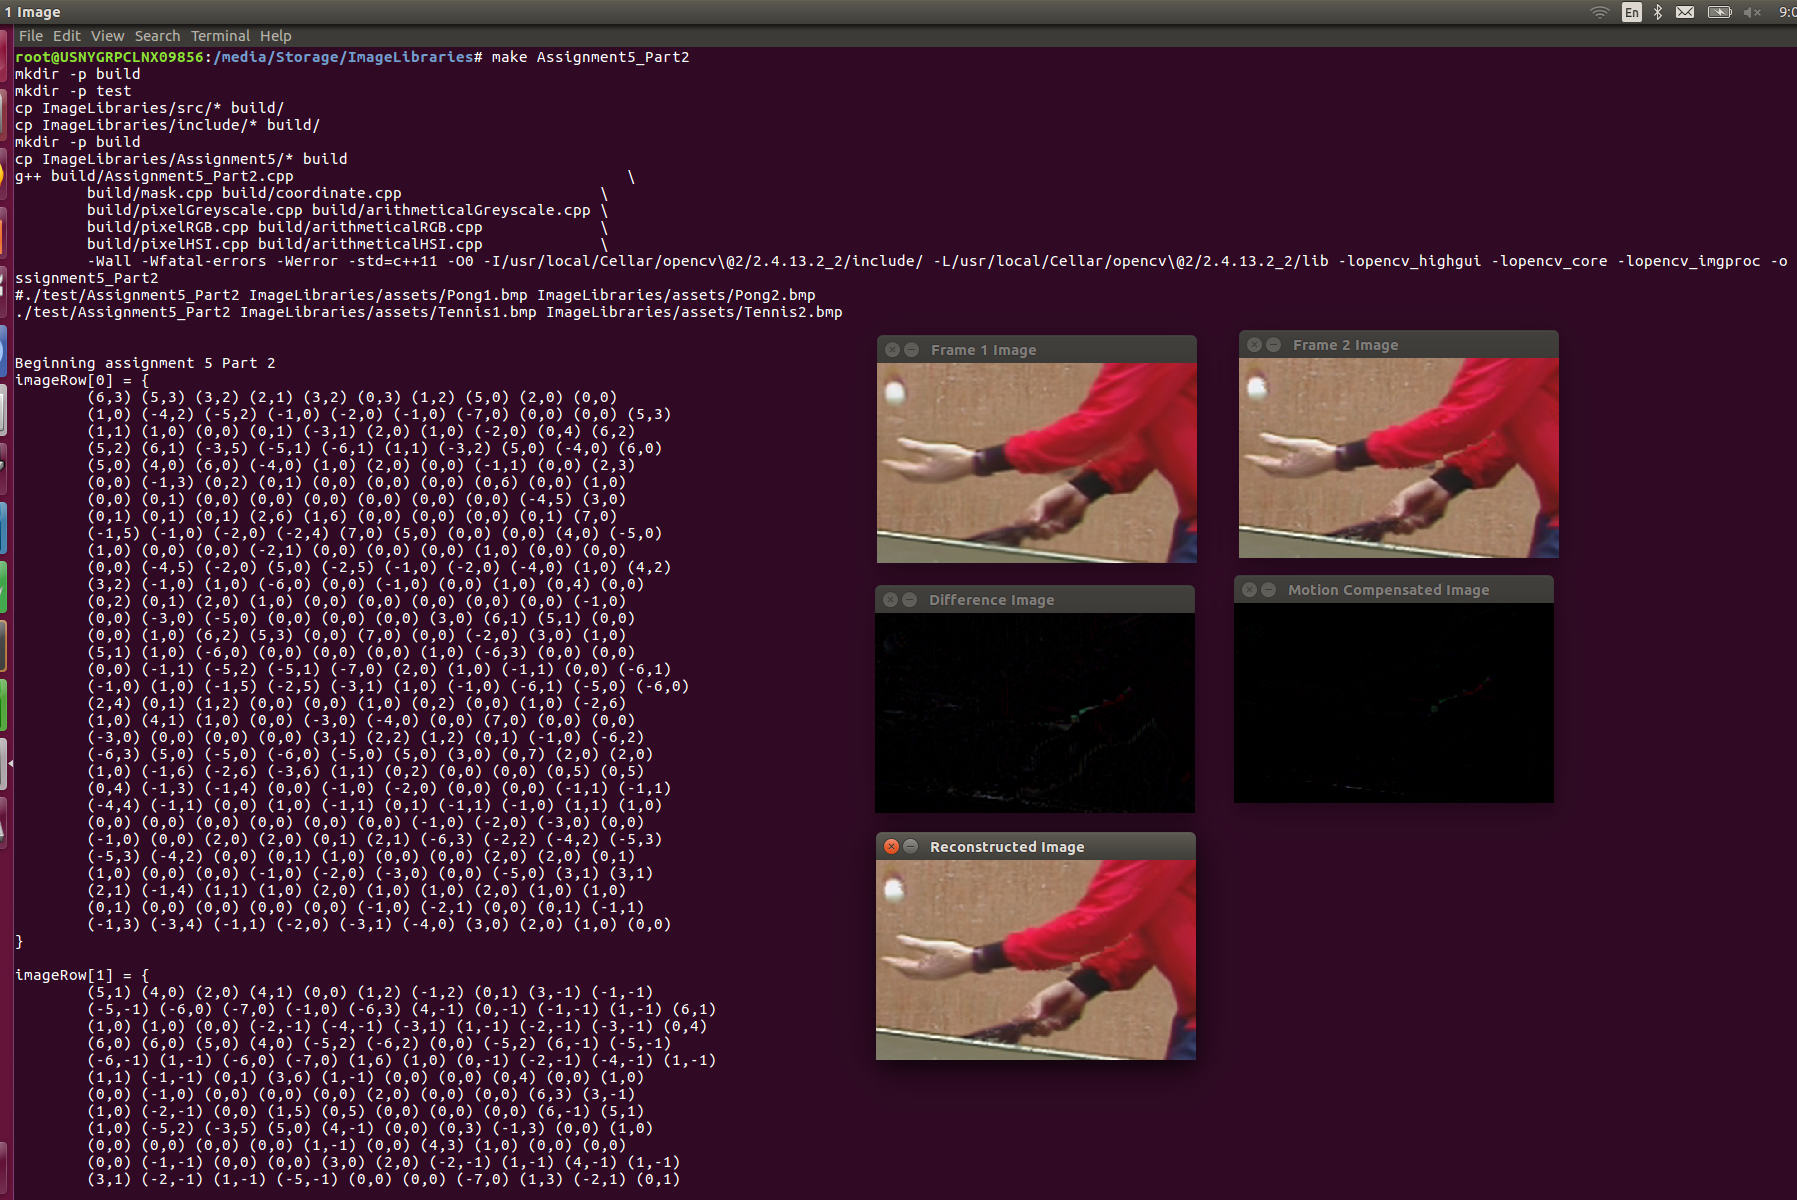 1 Image
En
9:0
File Edit View Search Terminal Help
root@USNYGRPCLNX09856:/media/Storage/ImageLibraries# make Assignment5_Part2
mkdir -p build
mkdir -p test
cp ImageLibraries/src/* build/
cp ImageLibraries/include/* build/
mkdir -p build
cp ImageLibraries/Assignment5/* build
g++ build/Assignment5_Part2.cpp \
build/mask.cpp build/coordinate.cpp \
build/pixelGreyscale.cpp build/arithmeticalGreyscale.cpp \
build/pixelRGB.cpp build/arithmeticalRGB.cpp \
build/pixelHSI.cpp build/arithmeticalHSI.cpp \
-Wall -Wfatal-errors -Werror -std=c++11 -O0 -I/usr/local/Cellar/opencv\@2/2.4.13.2_2/include/ -L/usr/local/Cellar/opencv\@2/2.4.13.2_2/lib -lopencv_highgui -lopencv_core -lopencv_imgproc -o
ssignment5_Part2
#./test/Assignment5_Part2 ImageLibraries/assets/Pong1.bmp ImageLibraries/assets/Pong2.bmp
./test/Assignment5_Part2 ImageLibraries/assets/Tennis1.bmp ImageLibraries/assets/Tennis2.bmp
Beginning assignment 5 Part 2
imageRow[0] = {
(6,3) (5,3) (3,2) (2,1) (3,2) (0,3) (1,2) (5,0) (2,0) (0,0)
(1,0) (-4,2) (-5,2) (-1,0) (-2,0) (-1,0) (-7,0) (0,0) (0,0) (5,3)
(1,1) (1,0) (0,0) (0,1) (-3,1) (2,0) (1,0) (-2,0) (0,4) (6,2)
(5,2) (6,1) (-3,5) (-5,1) (-6,1) (1,1) (-3,2) (5,0) (-4,0) (6,0)
(5,0) (4,0) (6,0) (-4,0) (1,0) (2,0) (0,0) (-1,1) (0,0) (2,3)
(0,0) (-1,3) (0,2) (0,1) (0,0) (0,0) (0,0) (0,6) (0,0) (1,0)
(0,0) (0,1) (0,0) (0,0) (0,0) (0,0) (0,0) (0,0) (-4,5) (3,0)
(0,1) (0,1) (0,1) (2,6) (1,6) (0,0) (0,0) (0,0) (0,1) (7,0)
(-1,5) (-1,0) (-2,0) (-2,4) (7,0) (5,0) (0,0) (0,0) (4,0) (-5,0)
(1,0) (0,0) (0,0) (-2,1) (0,0) (0,0) (0,0) (1,0) (0,0) (0,0)
(0,0) (-4,5) (-2,0) (5,0) (-2,5) (-1,0) (-2,0) (-4,0) (1,0) (4,2)
(3,2) (-1,0) (1,0) (-6,0) (0,0) (-1,0) (0,0) (1,0) (0,4) (0,0)
(0,2) (0,1) (2,0) (1,0) (0,0) (0,0) (0,0) (0,0) (0,0) (-1,0)
(0,0) (-3,0) (-5,0) (0,0) (0,0) (0,0) (3,0) (6,1) (5,1) (0,0)
(0,0) (1,0) (6,2) (5,3) (0,0) (7,0) (0,0) (-2,0) (3,0) (1,0)
(5,1) (1,0) (-6,0) (0,0) (0,0) (0,0) (1,0) (-6,3) (0,0) (0,0)
(0,0) (-1,1) (-5,2) (-5,1) (-7,0) (2,0) (1,0) (-1,1) (0,0) (-6,1)
(-1,0) (1,0) (-1,5) (-2,5) (-3,1) (1,0) (-1,0) (-6,1) (-5,0) (-6,0)
(2,4) (0,1) (1,2) (0,0) (0,0) (1,0) (0,2) (0,0) (1,0) (-2,6)
(1,0) (4,1) (1,0) (0,0) (-3,0) (-4,0) (0,0) (7,0) (0,0) (0,0)
(-3,0) (0,0) (0,0) (0,0) (3,1) (2,2) (1,2) (0,1) (-1,0) (-6,2)
(-6,3) (5,0) (-5,0) (-6,0) (-5,0) (5,0) (3,0) (0,7) (2,0) (2,0)
(1,0) (-1,6) (-2,6) (-3,6) (1,1) (0,2) (0,0) (0,0) (0,5) (0,5)
(0,4) (-1,3) (-1,4) (0,0) (-1,0) (-2,0) (0,0) (0,0) (-1,1) (-1,1)
(-4,4) (-1,1) (0,0) (1,0) (-1,1) (0,1) (-1,1) (-1,0) (1,1) (1,0)
(0,0) (0,0) (0,0) (0,0) (0,0) (0,0) (-1,0) (-2,0) (-3,0) (0,0)
(-1,0) (0,0) (2,0) (2,0) (0,1) (2,1) (-6,3) (-2,2) (-4,2) (-5,3)
(-5,3) (-4,2) (0,0) (0,1) (1,0) (0,0) (0,0) (2,0) (2,0) (0,1)
(1,0) (0,0) (0,0) (-1,0) (-2,0) (-3,0) (0,0) (-5,0) (3,1) (3,1)
(2,1) (-1,4) (1,1) (1,0) (2,0) (1,0) (1,0) (2,0) (1,0) (1,0)
(0,1) (0,0) (0,0) (0,0) (0,0) (-1,0) (-2,1) (0,0) (0,1) (-1,1)
(-1,3) (-3,4) (-1,1) (-2,0) (-3,1) (-4,0) (3,0) (2,0) (1,0) (0,0)
}
imageRow[1] = {
(5,1) (4,0) (2,0) (4,1) (0,0) (1,2) (-1,2) (0,1) (3,-1) (-1,-1)
(-5,-1) (-6,0) (-7,0) (-1,0) (-6,3) (4,-1) (0,-1) (-1,-1) (1,-1) (6,1)
(1,0) (1,0) (0,0) (-2,-1) (-4,-1) (-3,1) (1,-1) (-2,-1) (-3,-1) (0,4)
(6,0) (6,0) (5,0) (4,0) (-5,2) (-6,2) (0,0) (-5,2) (6,-1) (-5,-1)
(-6,-1) (1,-1) (-6,0) (-7,0) (1,6) (1,0) (0,-1) (-2,-1) (-4,-1) (1,-1)
(1,1) (-1,-1) (0,1) (3,6) (1,-1) (0,0) (0,0) (0,4) (0,0) (1,0)
(0,0) (-1,0) (0,0) (0,0) (0,0) (2,0) (0,0) (0,0) (6,3) (3,-1)
(1,0) (-2,-1) (0,0) (1,5) (0,5) (0,0) (0,0) (0,0) (6,-1) (5,1)
(1,0) (-5,2) (-3,5) (5,0) (4,-1) (0,0) (0,3) (-1,3) (0,0) (1,0)
(0,0) (0,0) (0,0) (0,0) (1,-1) (0,0) (4,3) (1,0) (0,0) (0,0)
(0,0) (-1,-1) (0,0) (0,0) (3,0) (2,0) (-2,-1) (1,-1) (4,-1) (1,-1)
(3,1) (-2,-1) (1,-1) (-5,-1) (0,0) (0,0) (-7,0) (1,3) (-2,1) (0,1)
Frame 1 Image
Frame 2 Image
Difference Image
Motion Compensated Image
Reconstructed Image